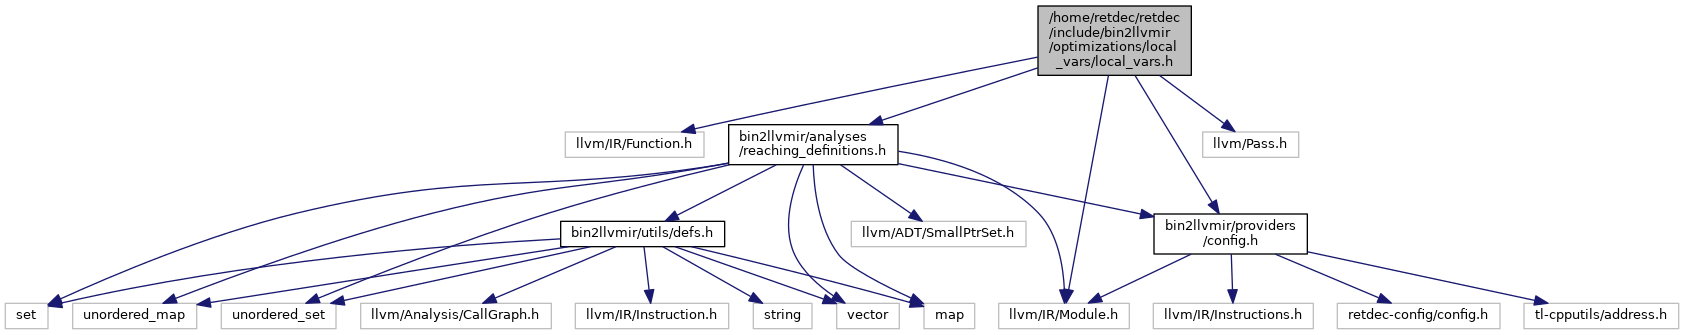 /home/retdec/retdec
/include/bin2llvmir
/optimizations/local
_vars/local_vars.h
llvm/IR/Function.h
bin2llvmir/analyses
/reaching_definitions.h
llvm/Pass.h
bin2llvmir/utils/defs.h
llvm/ADT/SmallPtrSet.h
bin2llvmir/providers
/config.h
set
unordered_map
unordered_set
llvm/Analysis/CallGraph.h
llvm/IR/Instruction.h
string
vector
map
llvm/IR/Module.h
llvm/IR/Instructions.h
retdec-config/config.h
tl-cpputils/address.h